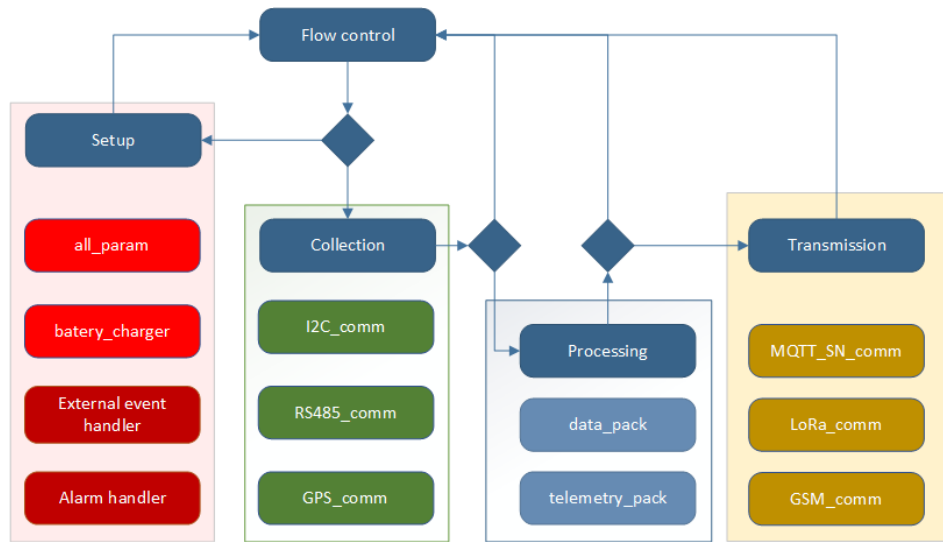 Flow control
Setup
all_param
batery_charger
External event
handler
Alarm handler
Collection
I2C_comm
RS485_comm
GPS_comm
Processing
data_pack
telemetry_pack
Transmission
MQTT_SN_comm
LoRa_comm
GSM_comm